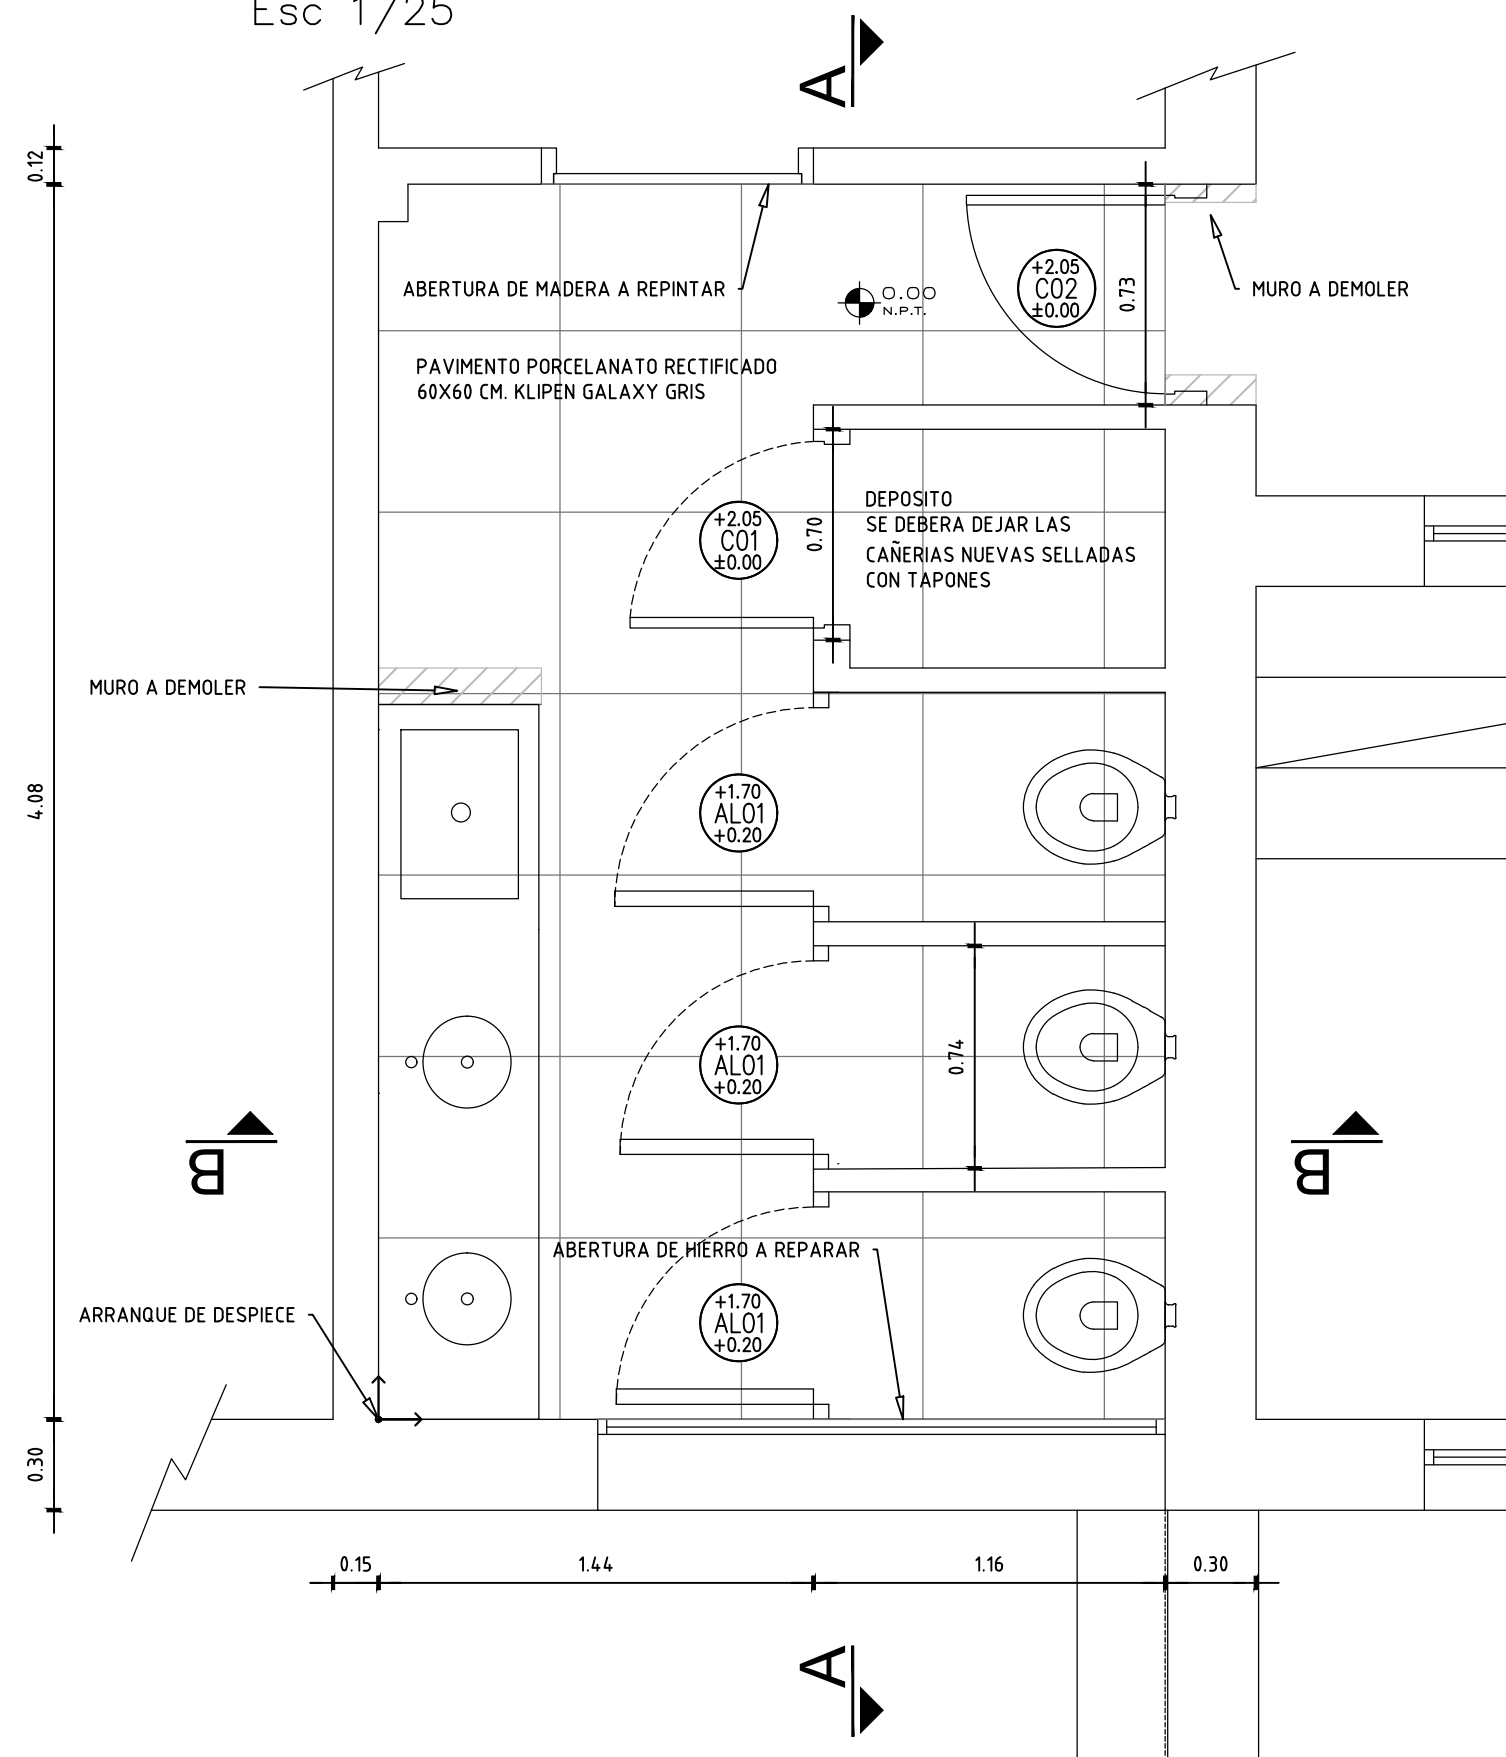 Esc 1/25
A
0.12
+2.05
C02
±0.00
0.73
ABERTURA DE MADERA A REPINTAR
0.00
N.P.T.
MURO A DEMOLER
PAVIMENTO PORCELANATO RECTIFICADO
60X60 CM. KLIPEN GALAXY GRIS
+2.05
C01
±0.00
0.70
DEPOSITO
SE DEBERA DEJAR LAS
CAÑERIAS NUEVAS SELLADAS
CON TAPONES
MURO A DEMOLER
4.08
+1.70
AL01
+0.20
+1.70
AL01
+0.20
0.74
B
B
ABERTURA DE HIERRO A REPARAR
ARRANQUE DE DESPIECE
+1.70
AL01
+0.20
0.30
0.15
1.44
1.16
0.30
A